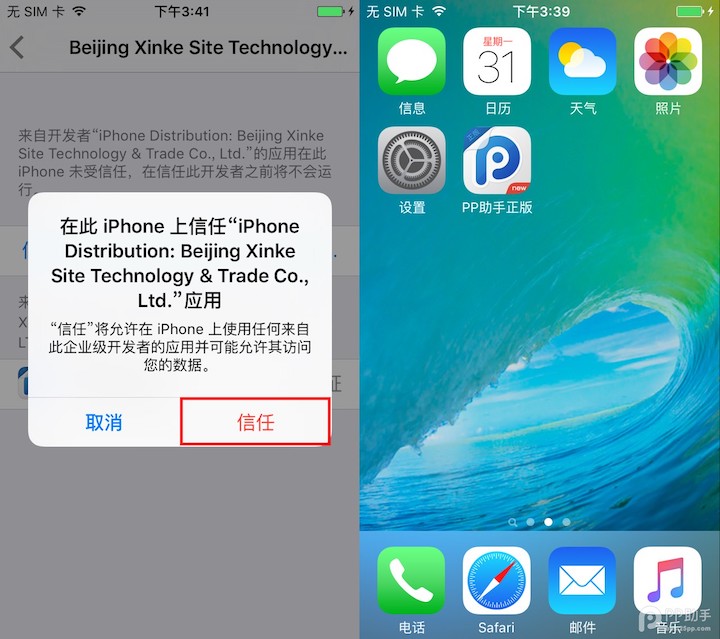 无 SIM 卡
下午3:41
Beijing Xinke Site Technology...
来自开发者“iPhone Distribution: Beijing Xinke
Site Technology & Trade Co., Ltd.”的应用在此
iPhone 未受信任，在信任此开发者之前将不会运
行。
在此 iPhone 上信任“iPhone
Distribution: Beijing Xinke
Site Technology & Trade Co.,
Ltd.”应用
“信任”将允许在 iPhone 上使用任何来自
此企业级开发者的应用并可能允许其访问
您的数据。
取消
信任
无 SIM 卡
下午3:39
星期一
31
信息
日历
天气
照片
正版
new
设置
PP助手正版
电话
Safari
邮件
音乐
PP助手